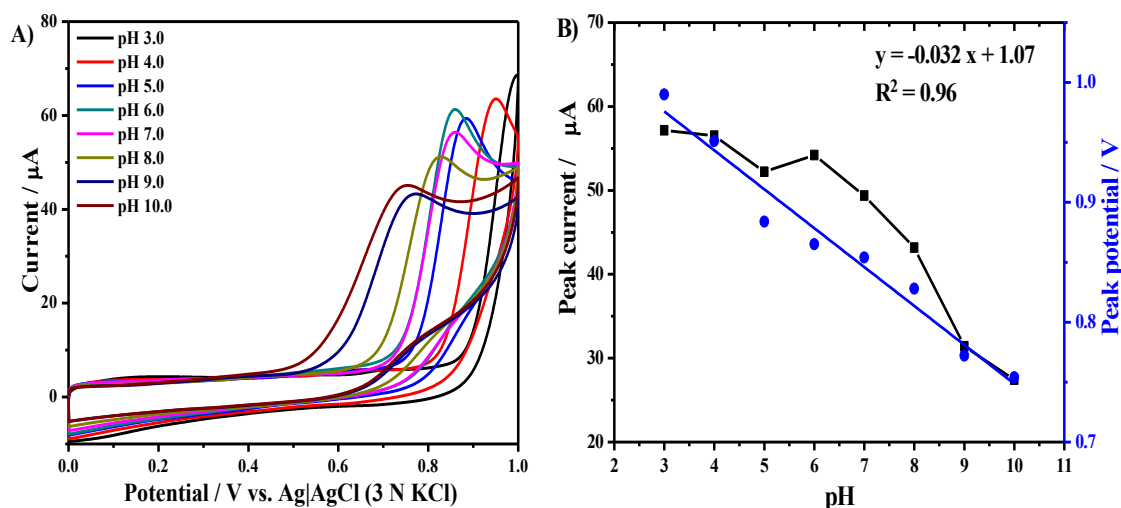 A)
pH 3.0
pH 4.0
pH 5.0
pH 6.0
pH 7.0
pH 8.0
pH 9.0
pH 10.0
80
60
40
20
0
Current / μA
0.0 0.2 0.4 0.6 0.8 1.0
Potential / V vs. Ag|AgCl (3 N KCl)
B)
y = -0.032 x + 1.07
R² = 0.96
70
60
50
40
30
20
Peak current / μA
1.0
0.9
0.8
0.7
Peak potential / V
2 3 4 5 6 7 8 9 10 11
pH